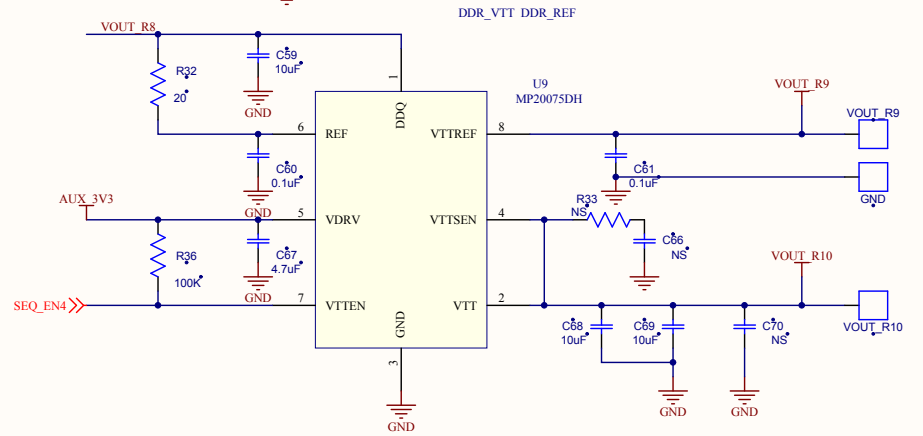 DDR_VTT DDR_REF
VOUT_R8
C59
10uF
GND
R32
20
1
DDQ
U9
MP20075DH
VOUT_R9
VOUT_R9
6
REF
VTTREF
8
C60
0.1uF
GND
C61
0.1uF
GND
GND
AUX_3V3
5
VDRV
VTTSEN
4
R33
NS
C66
NS
GND
R36
100K
C67
4.7uF
GND
VOUT_R10
SEQ_EN4
7
VTTEN
VTT
2
VOUT_R10
GND
3
GND
C68
10uF
C69
10uF
C70
NS
GND
GND